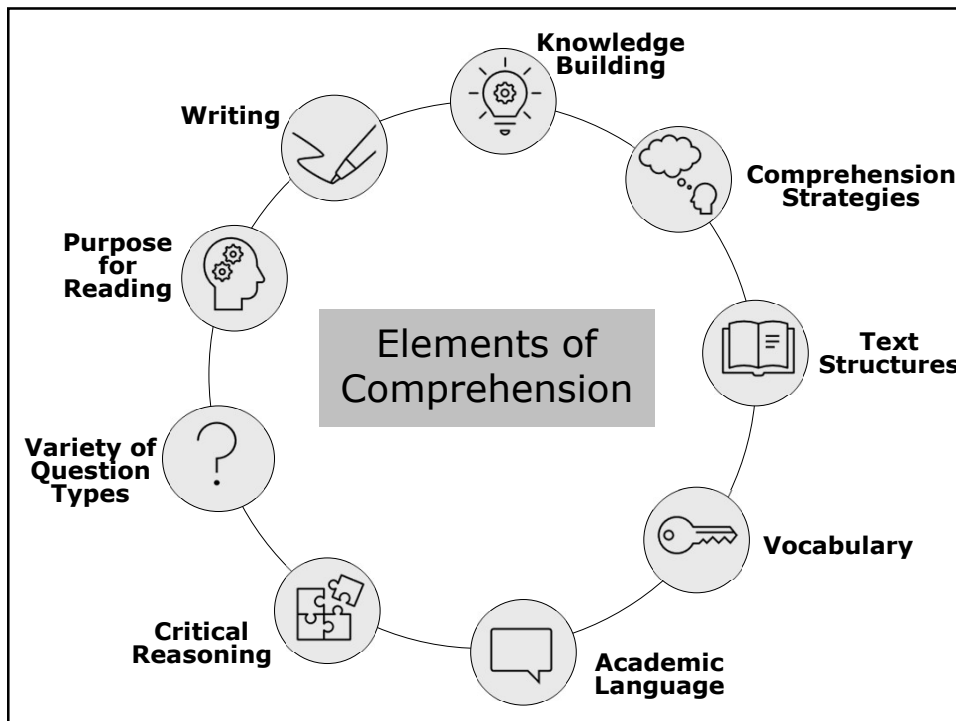 Knowledge
Building
Comprehension
Strategies
Text
Structures
Vocabulary
Academic
Language
Critical
Reasoning
Variety of
Question
Types
Purpose
for
Reading
Writing
Elements of
Comprehension